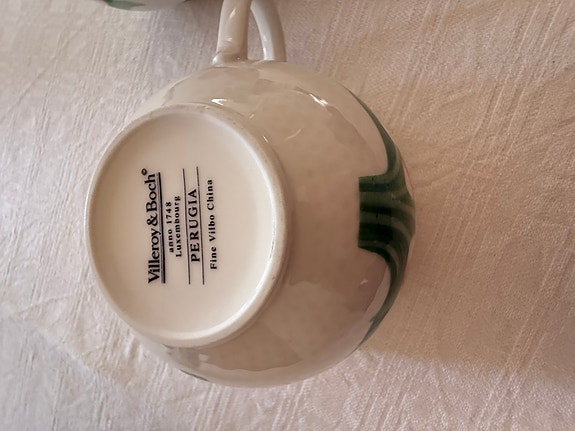 Villeroy & Boch©
anno 1748
Luxembourg
PERUGIA
Fine Vilbo China